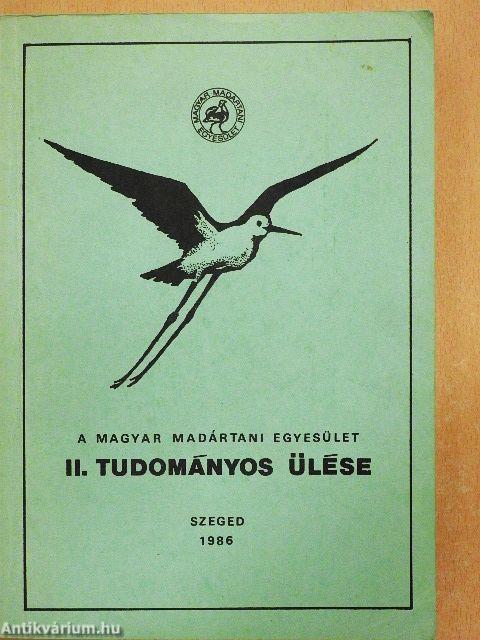 MAGYAR MADÁRTANI
EGYESÜLET
A MAGYAR MADÁRTANI EGYESÜLET
II. TUDOMÁNYOS ÜLÉSE
SZEGED
1986
Antikvárium.hu